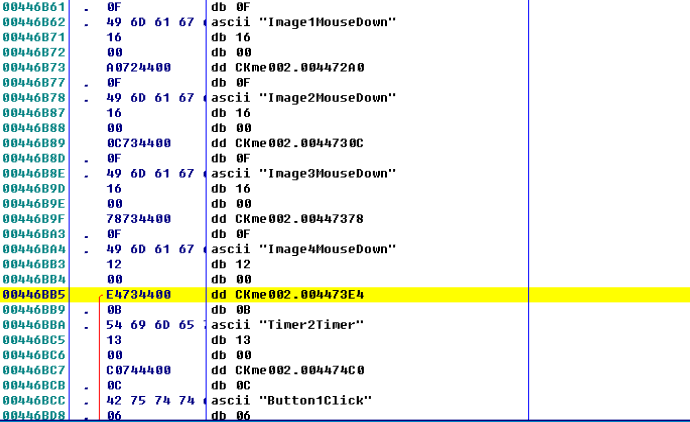 00446B61 . 0F db 0F
00446B62 . 49 6D 61 67 ascii "Image1MouseDown"
00446B71 16 db 16
00446B72 00 db 00
00446B73 A0724400 dd CKme002.004472A0
00446B77 . 0F db 0F
00446B78 . 49 6D 61 67 ascii "Image2MouseDown"
00446B87 16 db 16
00446B88 00 db 00
00446B89 0C734400 dd CKme002.0044730C
00446B8D . 0F db 0F
00446B8E . 49 6D 61 67 ascii "Image3MouseDown"
00446B9D 16 db 16
00446B9E 00 db 00
00446B9F 78734400 dd CKme002.00447378
00446BA3 . 0F db 0F
00446BA4 . 49 6D 61 67 ascii "Image4MouseDown"
00446BB3 12 db 12
00446BB4 00 db 00
00446BB5 E4734400 dd CKme002.004473E4
00446BB9 . 0B db 0B
00446BBA . 54 69 6D 65 ascii "Timer2Timer"
00446BC5 13 db 13
00446BC6 00 db 00
00446BC7 C0744400 dd CKme002.004474C0
00446BCB . 0C db 0C
00446BCC . 42 75 74 74 ascii "Button1Click"
00446BD8 . 06 db 06